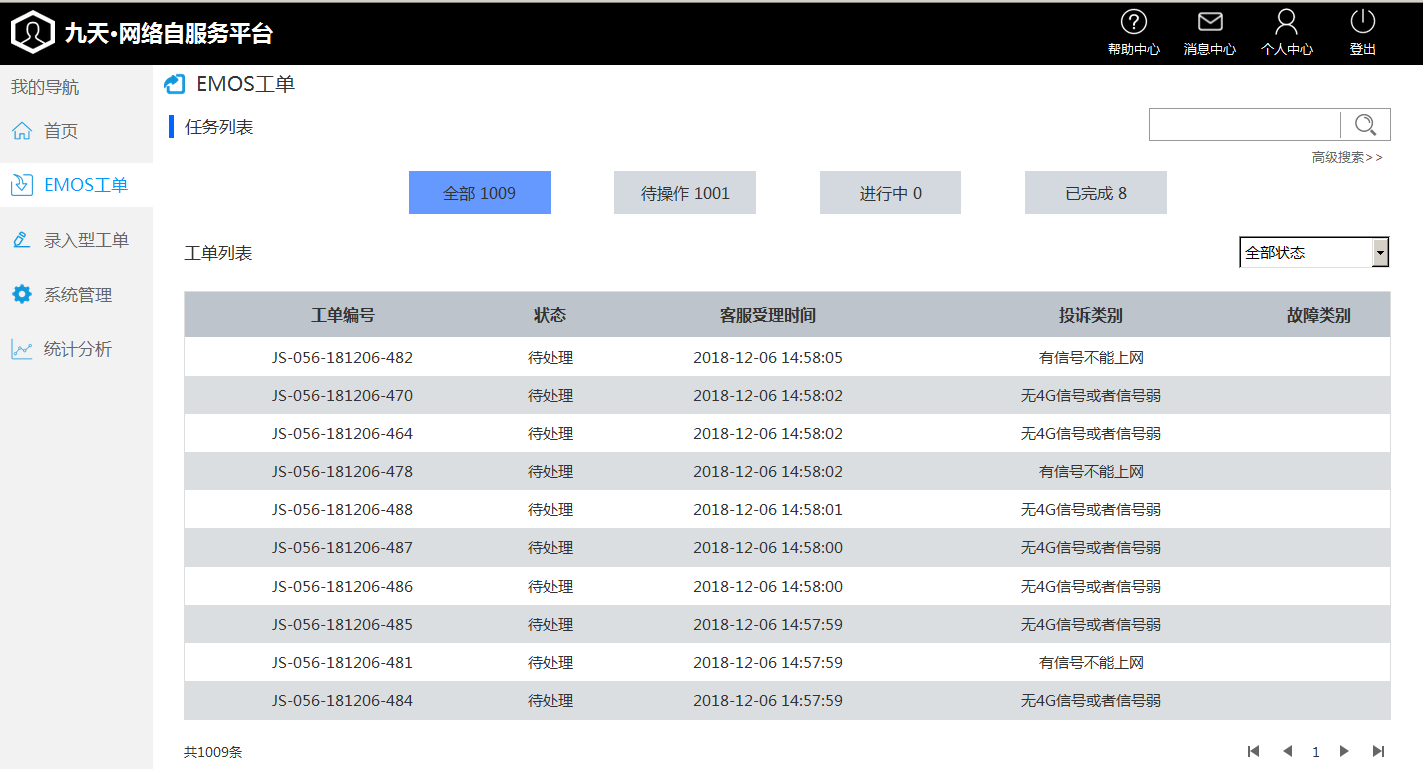 九天·网络自服务平台
帮助中心 消息中心 个人中心 登出
我的导航
首页
EMOS工单
录入型工单
系统管理
统计分析
EMOS工单
任务列表
高级搜索>>
全部 1009 待操作 1001 进行中 0 已完成 8
工单列表 全部状态
工单编号 状态 客服受理时间 投诉类别 故障类别
JS-056-181206-482 待处理 2018-12-06 14:58:05 有信号不能上网
JS-056-181206-470 待处理 2018-12-06 14:58:02 无4G信号或者信号弱
JS-056-181206-464 待处理 2018-12-06 14:58:02 无4G信号或者信号弱
JS-056-181206-478 待处理 2018-12-06 14:58:02 有信号不能上网
JS-056-181206-488 待处理 2018-12-06 14:58:01 无4G信号或者信号弱
JS-056-181206-487 待处理 2018-12-06 14:58:00 无4G信号或者信号弱
JS-056-181206-486 待处理 2018-12-06 14:58:00 无4G信号或者信号弱
JS-056-181206-485 待处理 2018-12-06 14:57:59 无4G信号或者信号弱
JS-056-181206-481 待处理 2018-12-06 14:57:59 有信号不能上网
JS-056-181206-484 待处理 2018-12-06 14:57:59 无4G信号或者信号弱
共1009条 1